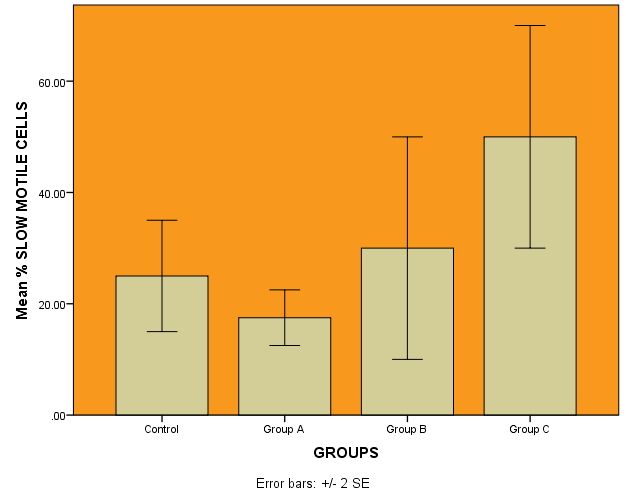 Mean % SLOW MOTILE CELLS
60.00
40.00
20.00
.00
Control
Group A
Group B
Group C
GROUPS
Error bars: +/- 2 SE